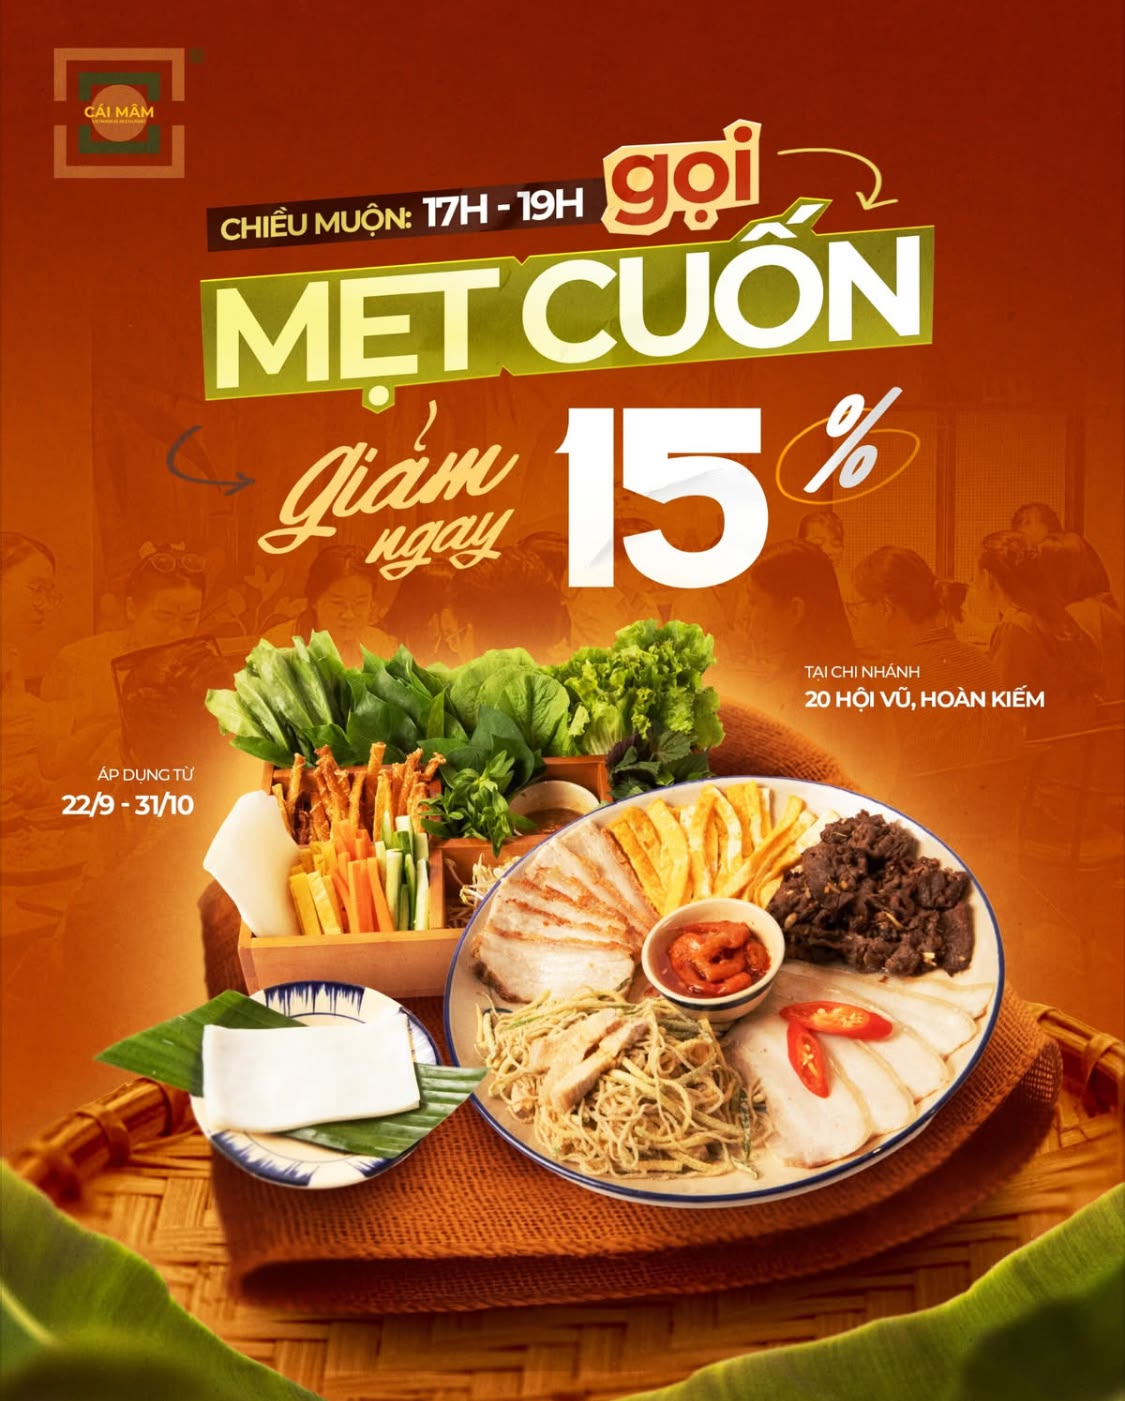 CÁI MÂM
CHIỀU MUỘN: 17H - 19H gọi
MẸT CUỐN
giảm
ngay
15%
TẠI CHI NHÁNH
20 HỘI VŨ, HOÀN KIẾM
ÁP DỤNG TỪ
22/9 - 31/10